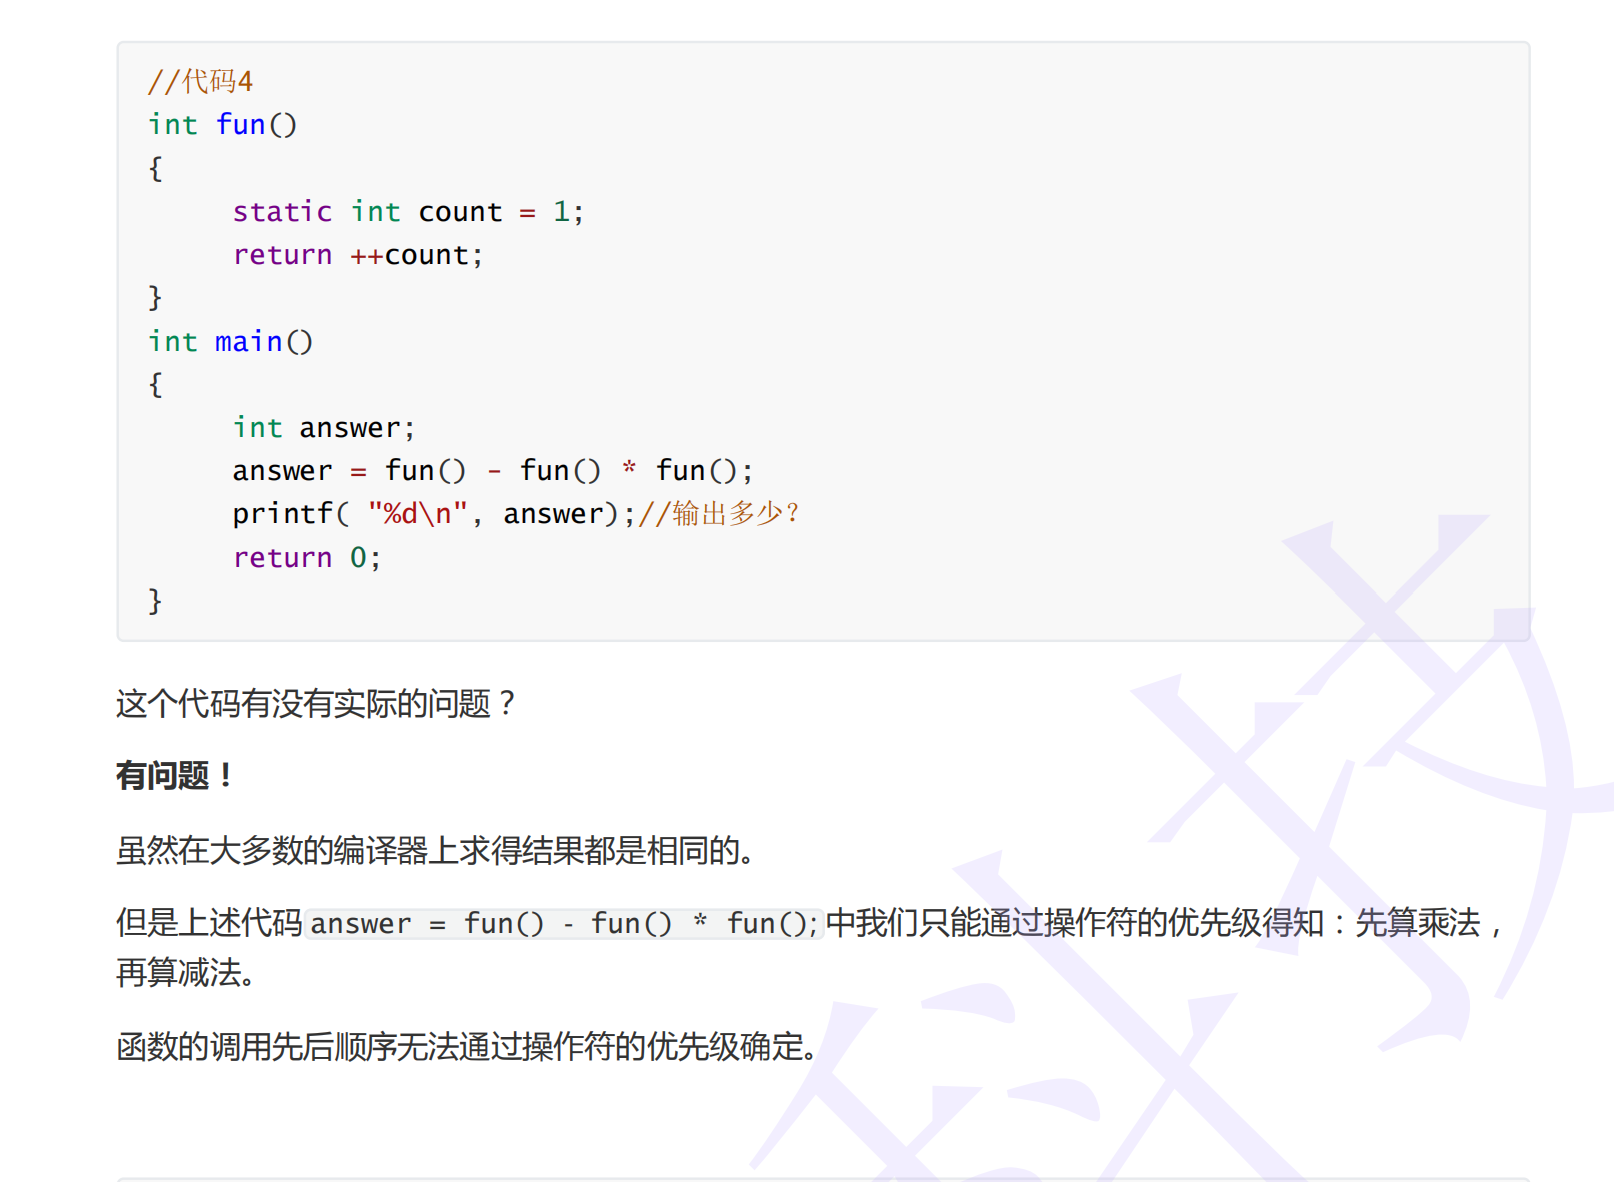 //代码4
int fun()
{
     static int count = 1;
     return ++count;
}
int main()
{
     int answer;
     answer = fun() - fun() * fun();
     printf( "%d\n", answer);//输出多少？
     return 0;
}
这个代码有没有实际的问题？
有问题！
虽然在大多数的编译器上求得结果都是相同的。
但是上述代码 answer = fun() - fun() * fun(); 中我们只能通过操作符的优先级得知：先算乘法，
再算减法。
函数的调用先后顺序无法通过操作符的优先级确定。
科技